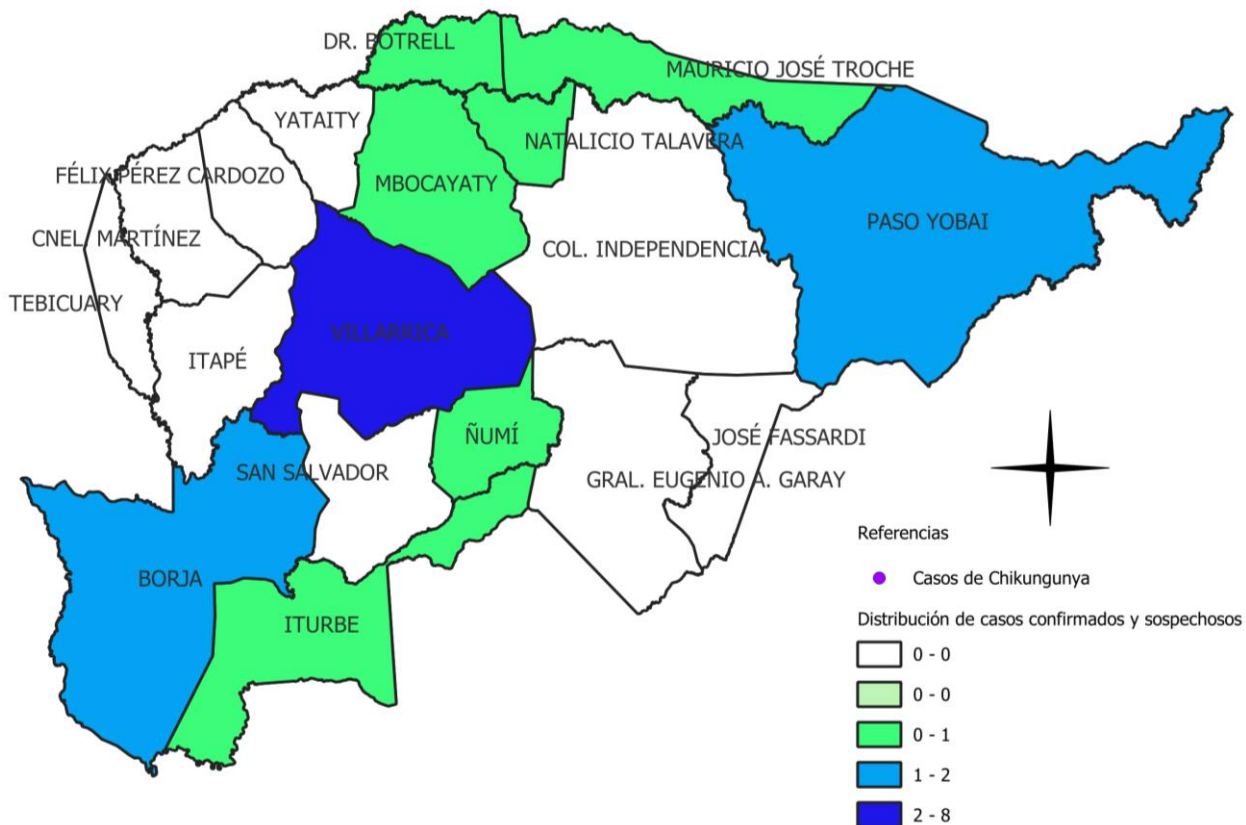 DR. BOTRELL
MAURICIO JOSÉ TROCHE
YATAITY
NATALICIO TALAVERA
FÉLIX PÉREZ CARDOZO
MBOCAYATY
PASO YOBAI
CNEL. MARTÍNEZ
COL. INDEPENDENCIA
TEBICUARY
VILLARRICA
ITAPÉ
ÑUMÍ
JOSÉ FASSARDI
SAN SALVADOR
GRAL. EUGENIO A. GARAY
BORJA
ITURBE
Referencias
Casos de Chikungunya
Distribución de casos confirmados y sospechosos
0 - 0
0 - 0
0 - 1
1 - 2
2 - 8